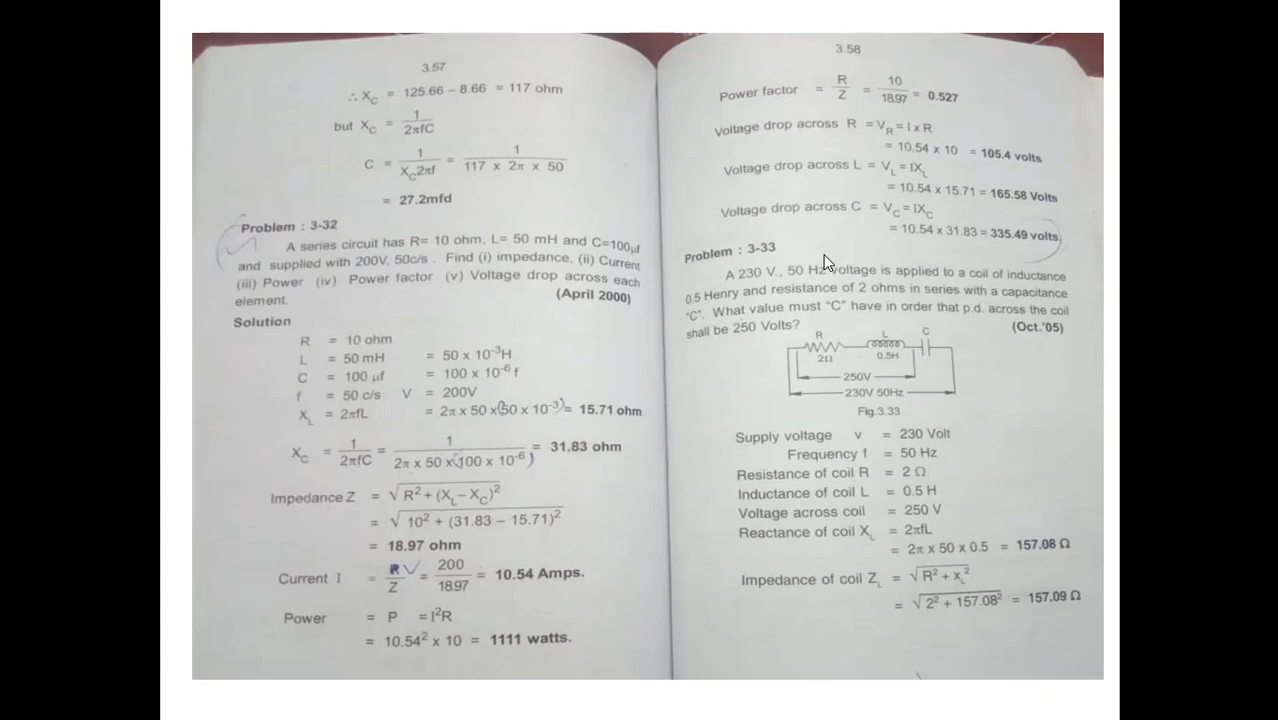 3.57
∴ X_C = 125.66 – 8.66 = 117 ohm
but X_C = 1 / 2πfC
C = 1 / X_C2πf = 1 / 117 x 2π x 50
= 27.2mfd
Problem : 3-32
A series circuit has R= 10 ohm, L= 50 mH and C=100μf
and supplied with 200V, 50c/s . Find (i) impedance, (ii) Current
(iii) Power (iv) Power factor (v) Voltage drop across each
element. (April 2000)
Solution
R = 10 ohm
L = 50 mH = 50 x 10⁻³H
C = 100 μf = 100 x 10⁻⁶ f
f = 50 c/s V = 200V
X_L = 2πfL = 2π x 50 x(50 x 10⁻³)= 15.71 ohm
X_C = 1 / 2πfC = 1 / 2π x 50 x(100 x 10⁻⁶) = 31.83 ohm
Impedance Z = √R² + (X_L – X_C)²
= √10² + (31.83 – 15.71)²
= 18.97 ohm
Current I = R / Z = 200 / 18.97 = 10.54 Amps.
Power = P = I²R
= 10.54² x 10 = 1111 watts.
3.58
Power factor = R / Z = 10 / 18.97 = 0.527
Voltage drop across R = V_R = I x R
= 10.54 x 10 = 105.4 volts
Voltage drop across L = V_L = IX_L
= 10.54 x 15.71 = 165.58 Volts
Voltage drop across C = V_C = IX_C
= 10.54 x 31.83 = 335.49 volts
Problem : 3-33
A 230 V., 50 Hz voltage is applied to a coil of inductance
0.5 Henry and resistance of 2 ohms in series with a capacitance
"C". What value must "C" have in order that p.d. across the coil
shall be 250 Volts? (Oct.'05)
R L C
2Ω 0.5H
250V
230V 50Hz
Fig.3.33
Supply voltage v = 230 Volt
Frequency f = 50 Hz
Resistance of coil R = 2 Ω
Inductance of coil L = 0.5 H
Voltage across coil = 250 V
Reactance of coil X_L = 2πfL
= 2π x 50 x 0.5 = 157.08 Ω
Impedance of coil Z_L = √R² + x_L²
= √2² + 157.08² = 157.09 Ω